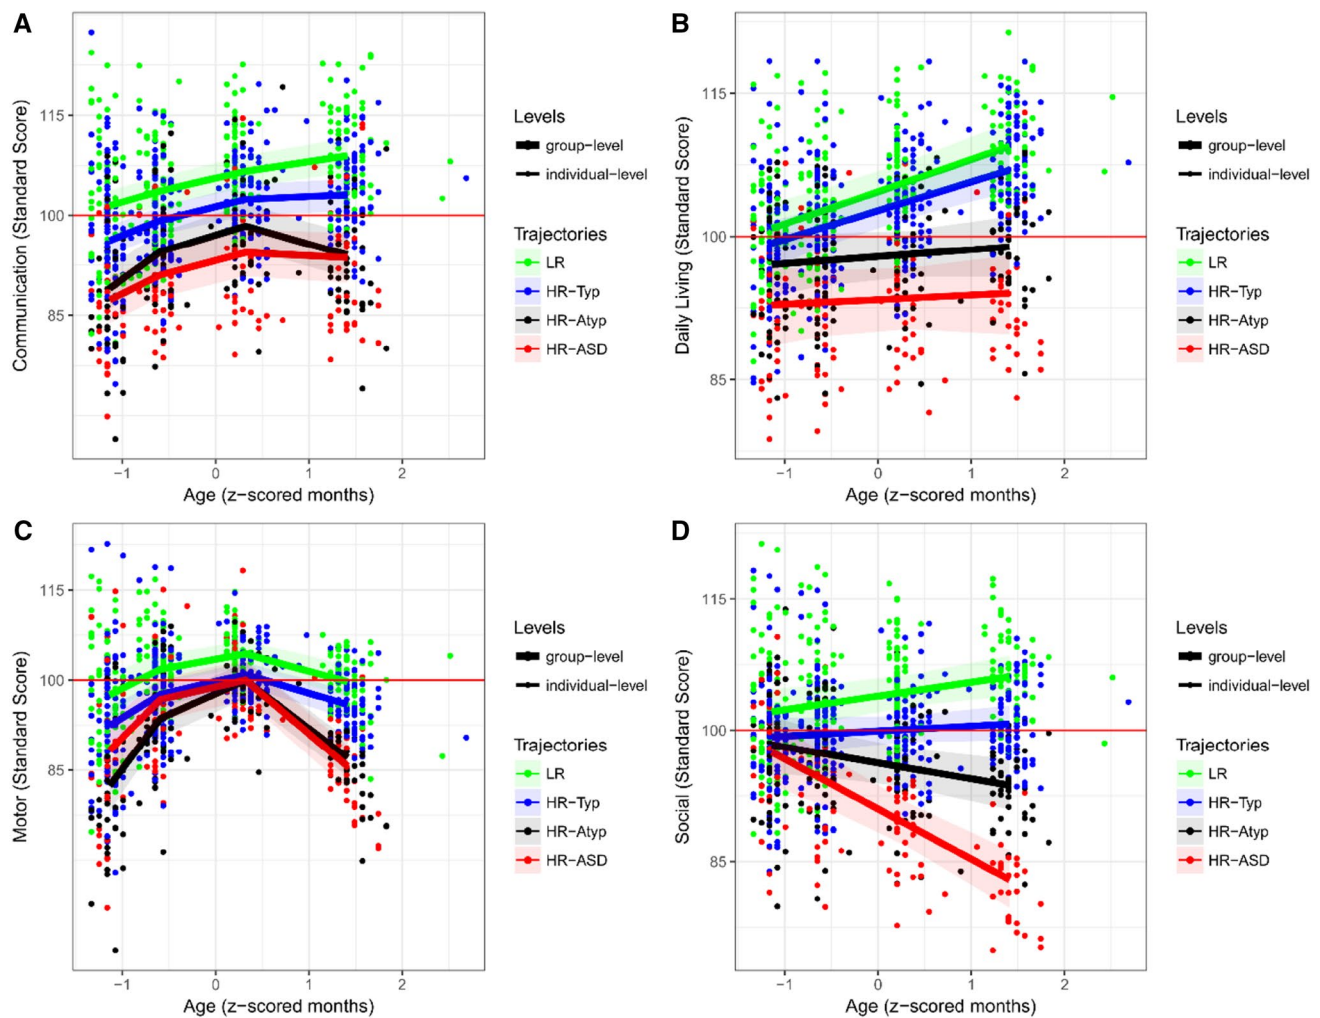 A
Communication (Standard Score)
115
100
85
−1 0 1 2
Age (z−scored months)
Levels
group−level
individual−level
Trajectories
LR
HR−Typ
HR−Atyp
HR−ASD
B
Daily Living (Standard Score)
115
100
85
−1 0 1 2
Age (z−scored months)
Levels
group−level
individual−level
Trajectories
LR
HR−Typ
HR−Atyp
HR−ASD
C
Motor (Standard Score)
115
100
85
−1 0 1 2
Age (z−scored months)
Levels
group−level
individual−level
Trajectories
LR
HR−Typ
HR−Atyp
HR−ASD
D
Social (Standard Score)
115
100
85
−1 0 1 2
Age (z−scored months)
Levels
group−level
individual−level
Trajectories
LR
HR−Typ
HR−Atyp
HR−ASD